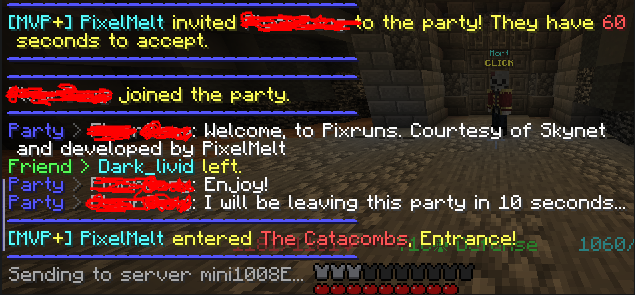 Mort
CLICK
[MVP+] PixelMelt invited to the party! They have 60
seconds to accept.
joined the party.
Party > : Welcome, to Pixruns. Courtesy of Skynet
and developed by PixelMelt
Friend > Dark_livid left.
Party > : Enjoy!
Party > : I will be leaving this party in 10 seconds...
[MVP+] PixelMelt entered The Catacombs, Entrance!
Defense 1060/
Sending to server mini1008E...